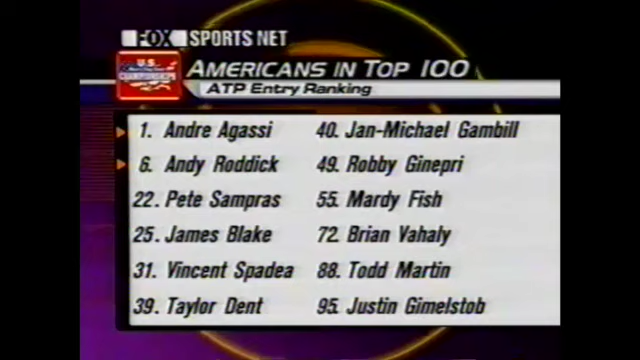 FOX SPORTS NET
U.S.
CHAMPIONSHIPS
AMERICANS IN TOP 100
ATP Entry Ranking
1. Andre Agassi
6. Andy Roddick
22. Pete Sampras
25. James Blake
31. Vincent Spadea
39. Taylor Dent
40. Jan-Michael Gambill
49. Robby Ginepri
55. Mardy Fish
72. Brian Vahaly
88. Todd Martin
95. Justin Gimelstob